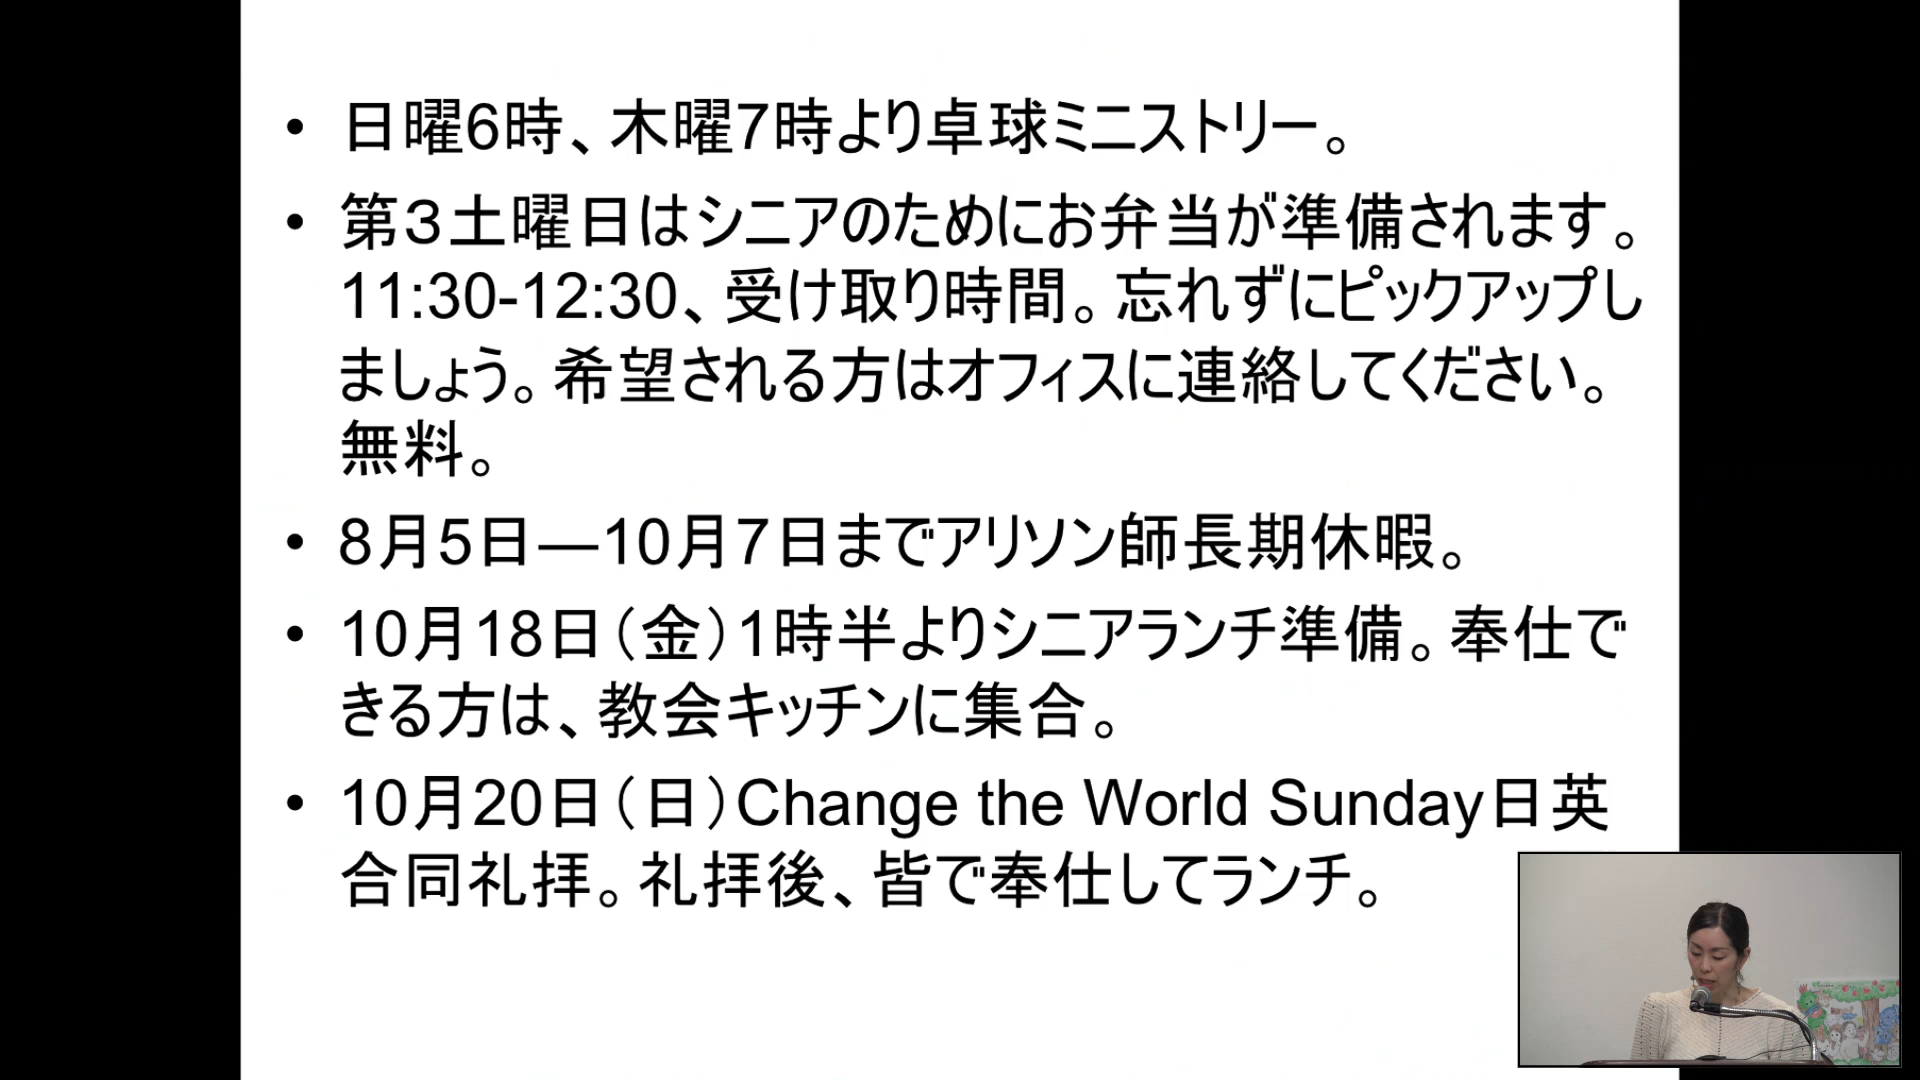 • 日曜6時、木曜7時より卓球ミニストリー。
• 第３土曜日はシニアのためにお弁当が準備されます。
11:30-12:30、受け取り時間。忘れずにピックアップし
ましょう。希望される方はオフィスに連絡してください。
無料。
• 8月5日—10月7日までアリソン師長期休暇。
• 10月18日（金）1時半よりシニアランチ準備。奉仕で
きる方は、教会キッチンに集合。
• 10月20日（日）Change the World Sunday日英
合同礼拝。礼拝後、皆で奉仕してランチ。